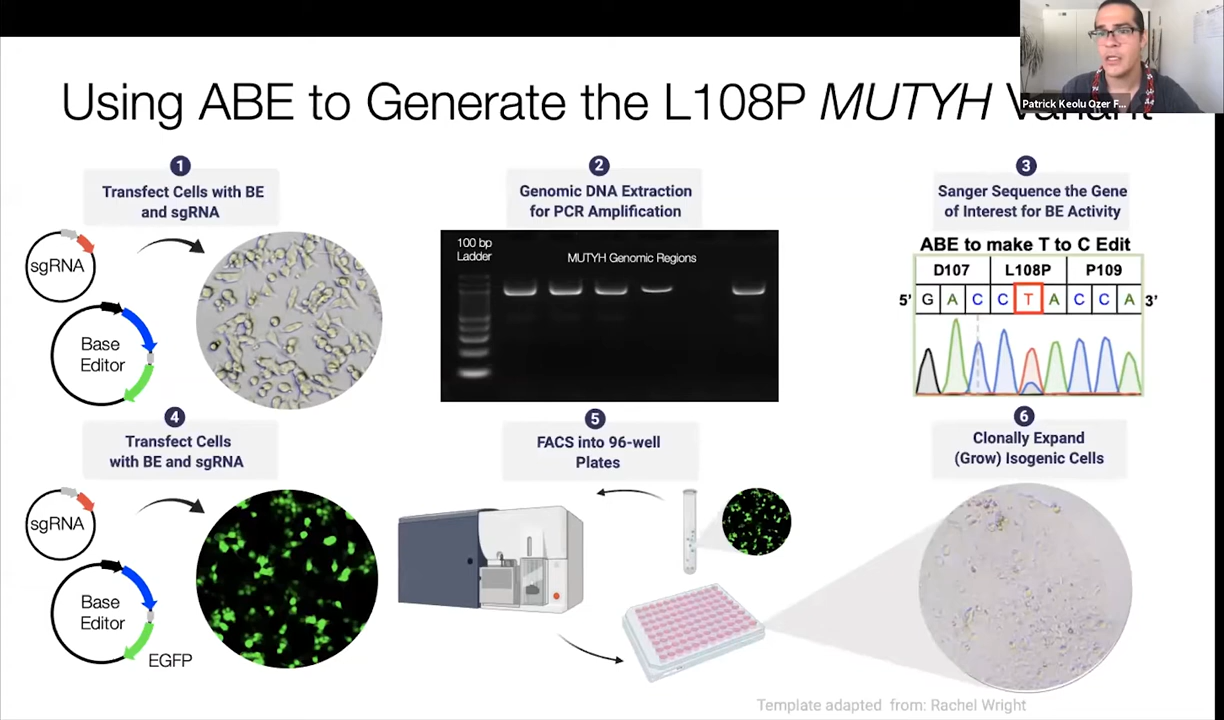 Using ABE to Generate the L108P MUTYH Variant
Patrick Keolu Ozer F...
1
Transfect Cells with BE
and sgRNA
sgRNA
Base
Editor
2
Genomic DNA Extraction
for PCR Amplification
100 bp
Ladder
MUTYH Genomic Regions
3
Sanger Sequence the Gene
of Interest for BE Activity
ABE to make T to C Edit
D107 L108P P109
5' G A C C T A C C A 3'
4
Transfect Cells
with BE and sgRNA
sgRNA
Base
Editor
EGFP
5
FACS into 96-well
Plates
6
Clonally Expand
(Grow) Isogenic Cells
Template adapted from: Rachel Wright